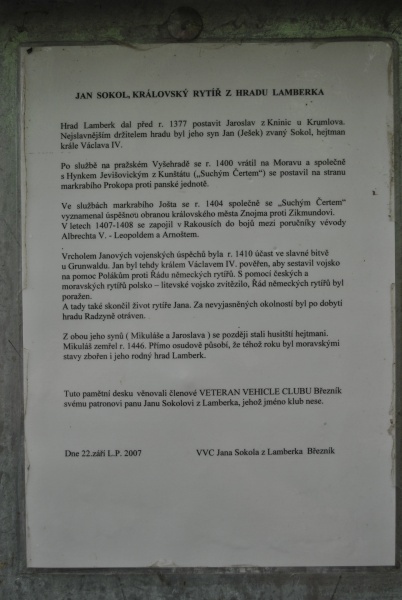 JAN SOKOL, KRÁLOVSKÝ RYTÍŘ Z HRADU LAMBERKA
Hrad Lamberk dal před r. 1377 postavit Jaroslav z Kninic u Krumlova.
Nejslavnějším držitelem hradu byl jeho syn Jan (Ješek) zvaný Sokol, hejtman
krále Václava IV.
Po službě na pražském Vyšehradě se r. 1400 vrátil na Moravu a společně
s Hynkem Jevišovickým z Kunštátu („Suchým Čertem") se postavil na stranu
markrabího Prokopa proti panské jednotě.
Ve službách markrabího Jošta se r. 1404 společně se „Suchým Čertem"
vyznamenal úspěšnou obranou královského města Znojma proti Zikmundovi.
V letech 1407-1408 se zapojil v Rakousích do bojů mezi poručníky vévody
Albrechta V. - Leopoldem a Arnoštem.
Vrcholem Janových vojenských úspěchů byla r. 1410 účast ve slavné bitvě
u Grunwaldu. Jan byl tehdy králem Václavem IV. pověřen, aby sestavil vojsko
na pomoc Polákům proti Řádu německých rytířů. S pomocí českých a
moravských rytířů polsko – litevské vojsko zvítězilo, Řád německých rytířů byl
poražen.
A tady také skončil život rytíře Jana. Za nevyjasněných okolností byl po dobytí
hradu Radzyně otráven.
Z obou jeho synů ( Mikuláše a Jaroslava ) se později stali husitští hejtmani.
Mikuláš zemřel r. 1446. Přímo osudově působí, že téhož roku byl moravskými
stavy zbořen i jeho rodný hrad Lamberk.
Tuto pamětní desku věnovali členové VETERAN VEHICLE CLUBU Březník
svému patronovi panu Janu Sokolovi z Lamberka, jehož jméno klub nese.
Dne 22.září L.P. 2007 VVC Jana Sokola z Lamberka Březník